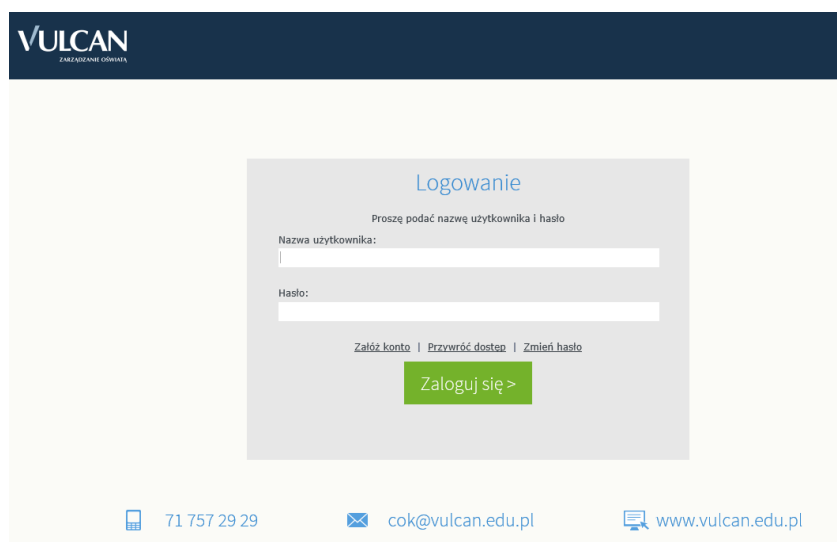 VULCAN
ZARZĄDZANIE OŚWIATĄ
Logowanie
Proszę podać nazwę użytkownika i hasło
Nazwa użytkownika:
Hasło:
Załóż konto | Przywróć dostęp | Zmień hasło
Zaloguj się >
71 757 29 29 cok@vulcan.edu.pl www.vulcan.edu.pl